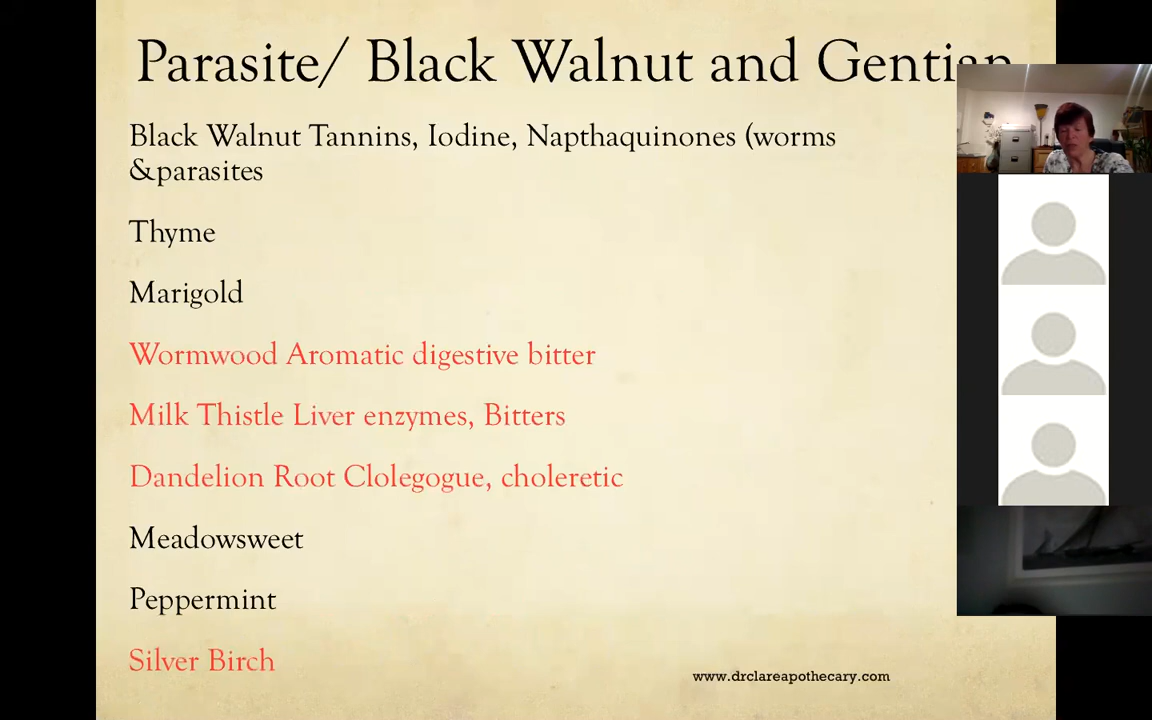 Parasite/ Black Walnut and Gentian
Black Walnut Tannins, Iodine, Napthaquinones (worms
&parasites
Thyme
Marigold
Wormwood Aromatic digestive bitter
Milk Thistle Liver enzymes, Bitters
Dandelion Root Clolegogue, choleretic
Meadowsweet
Peppermint
Silver Birch
www.drclareapothecary.com